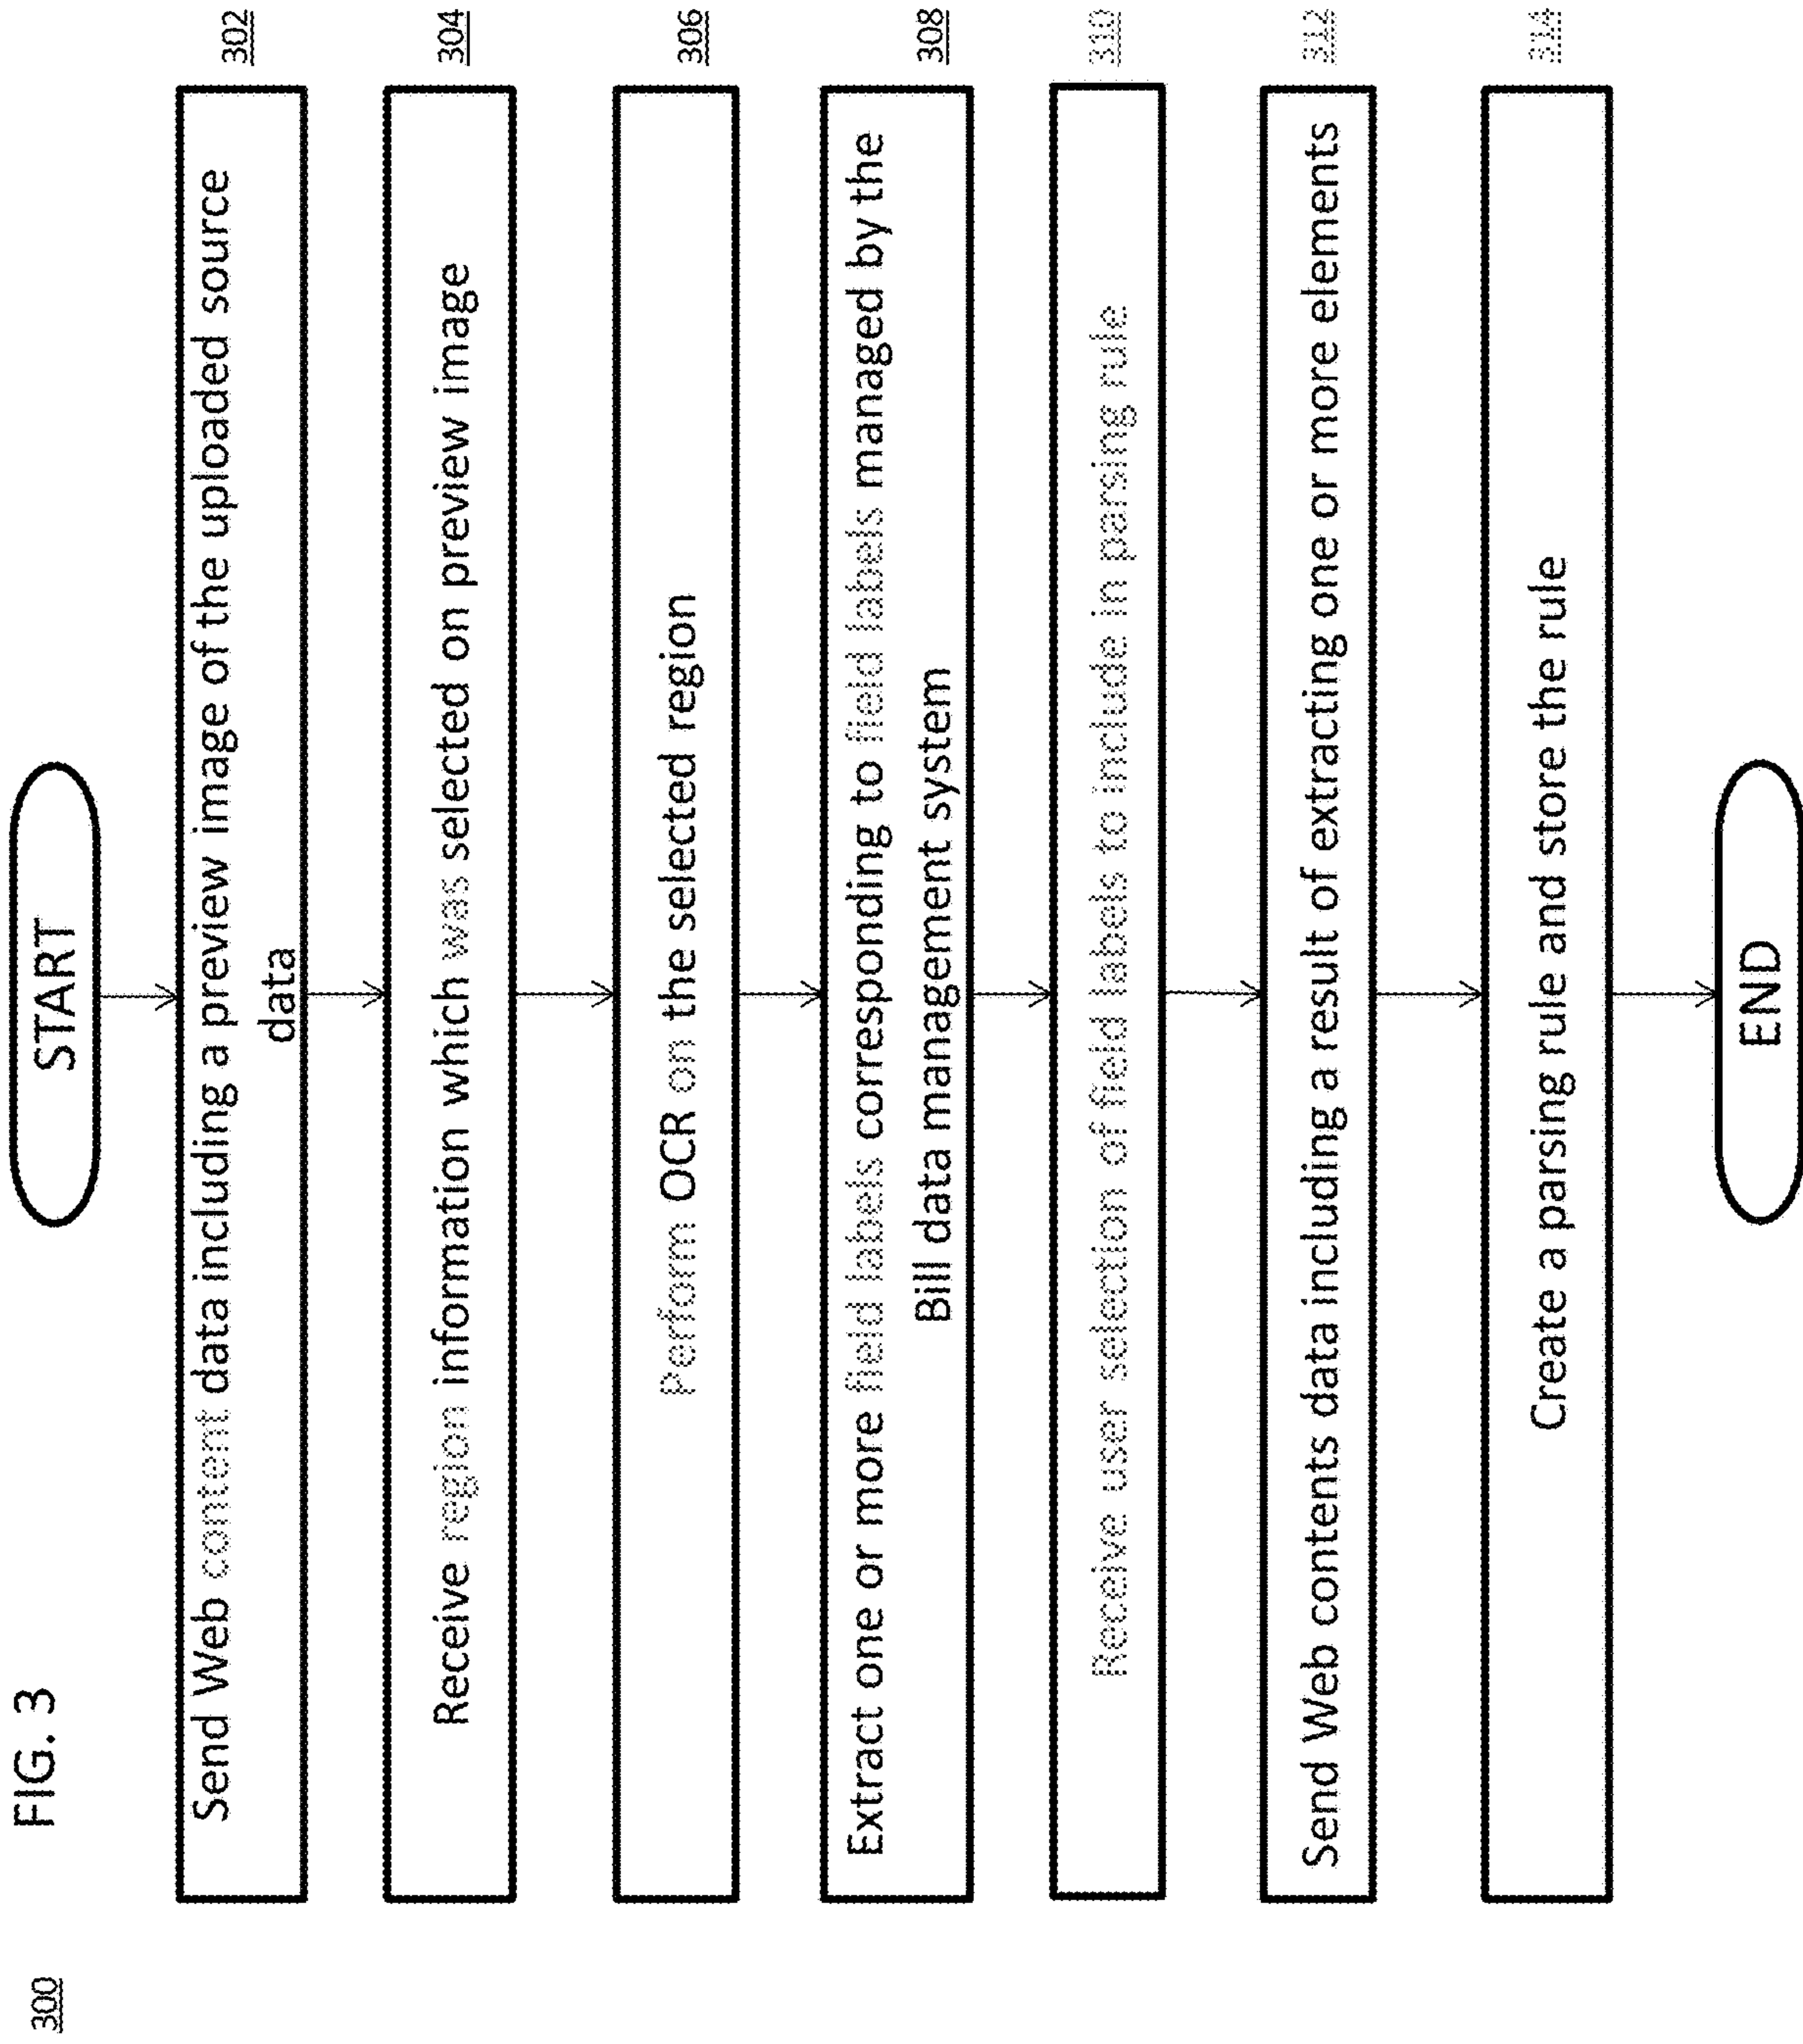 300
FIG. 3
START
Send Web content data including a preview image of the uploaded source
data
302
Receive region information which was selected on preview image
304
Perform OCR on the selected region
306
Extract one or more field labels corresponding to field labels managed by the
Bill data management system
308
Receive user selection of field labels to include in parsing rule
310
Send Web contents data including a result of extracting one or more elements
312
Create a parsing rule and store the rule
314
END